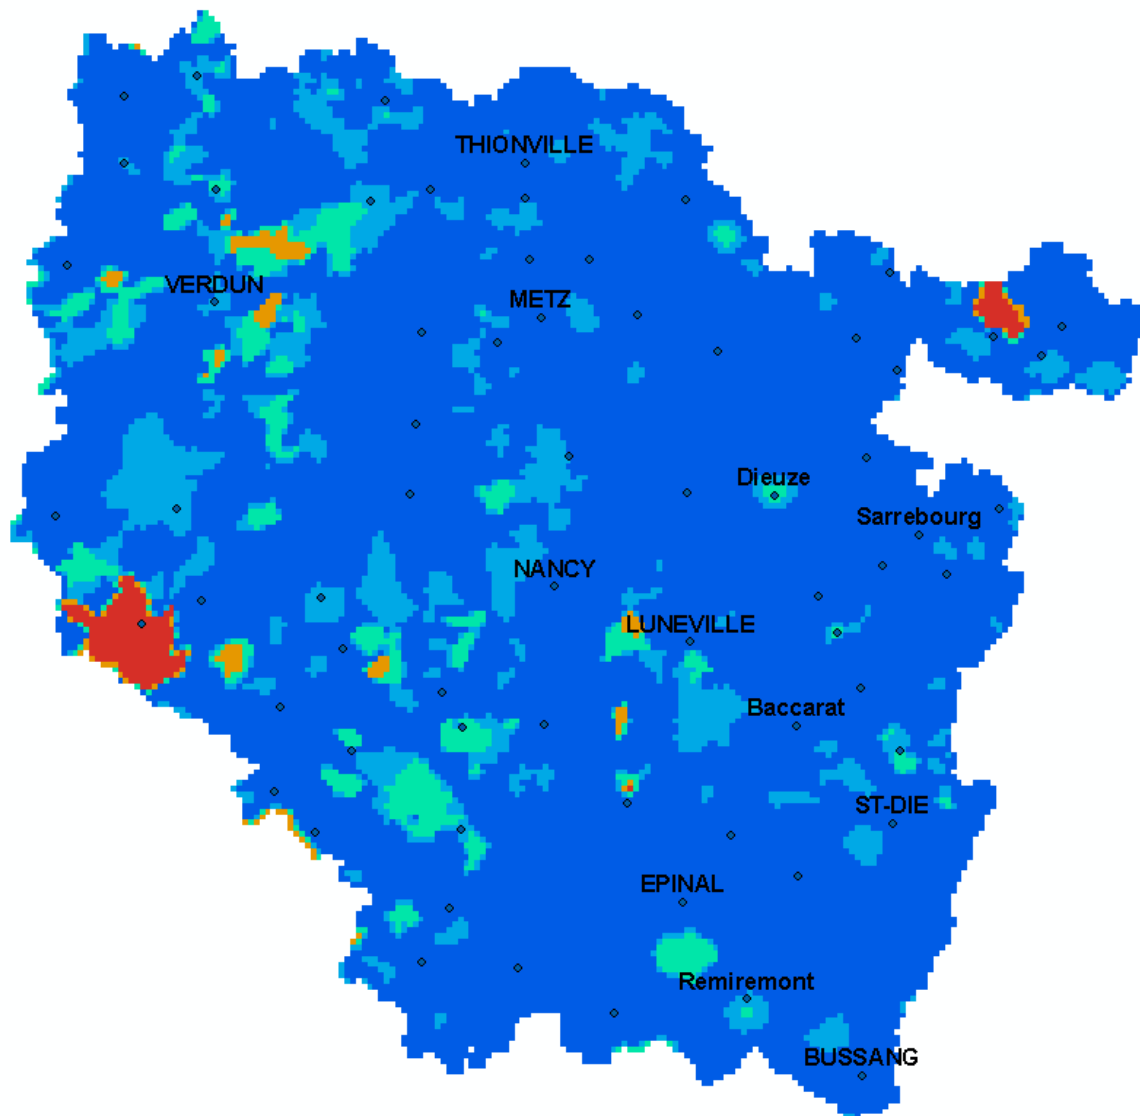 THIONVILLE
VERDUN
METZ
Dieuze
Sarrebourg
NANCY
LUNEVILLE
Baccarat
ST-DIE
EPINAL
Remiremont
BUSSANG